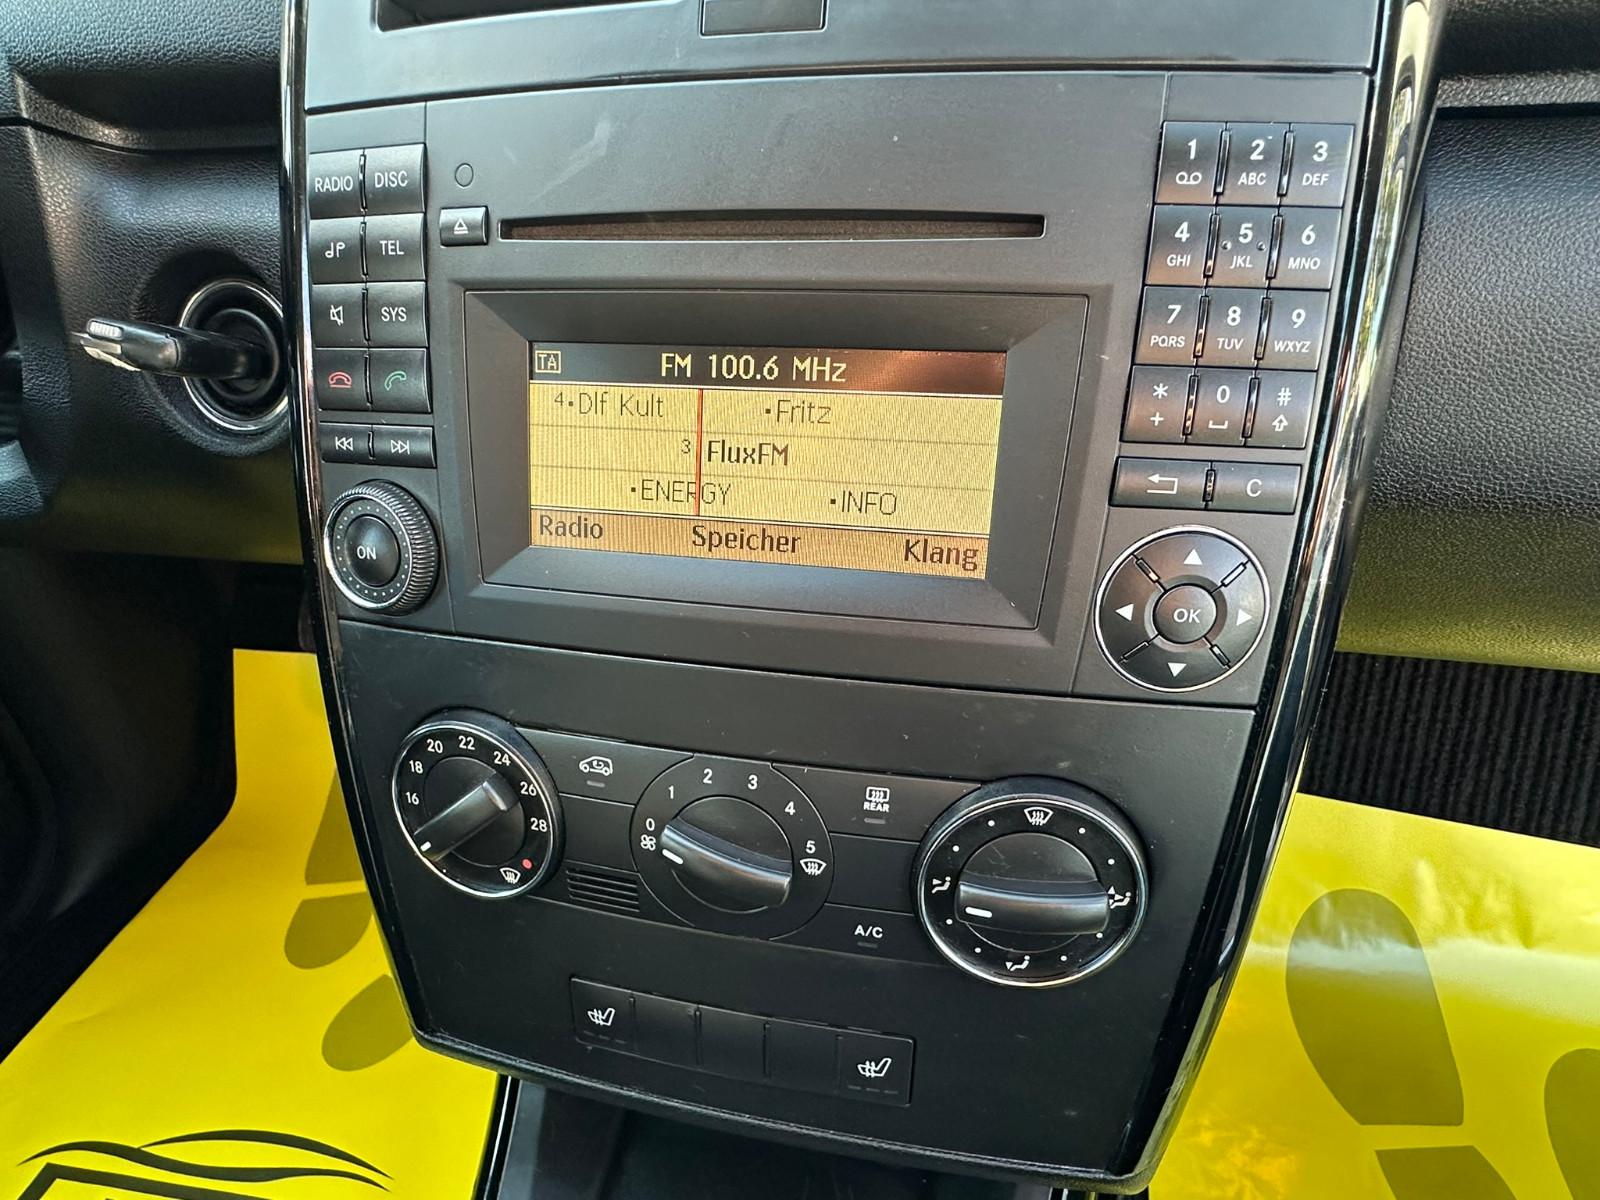 RADIO DISC
TEL
SYS
ON
TA FM 100.6 MHz
4 Dlf Kult Fritz
3 FluxFM
ENERGY INFO
Radio Speicher Klang
1 2 3
ABC DEF
4 5 6
GHI JKL MNO
7 8 9
PQRS TUV WXYZ
* 0 #
+
C
OK
16 18 20 22 24 26 28
0 1 2 3 4 5
REAR
A/C